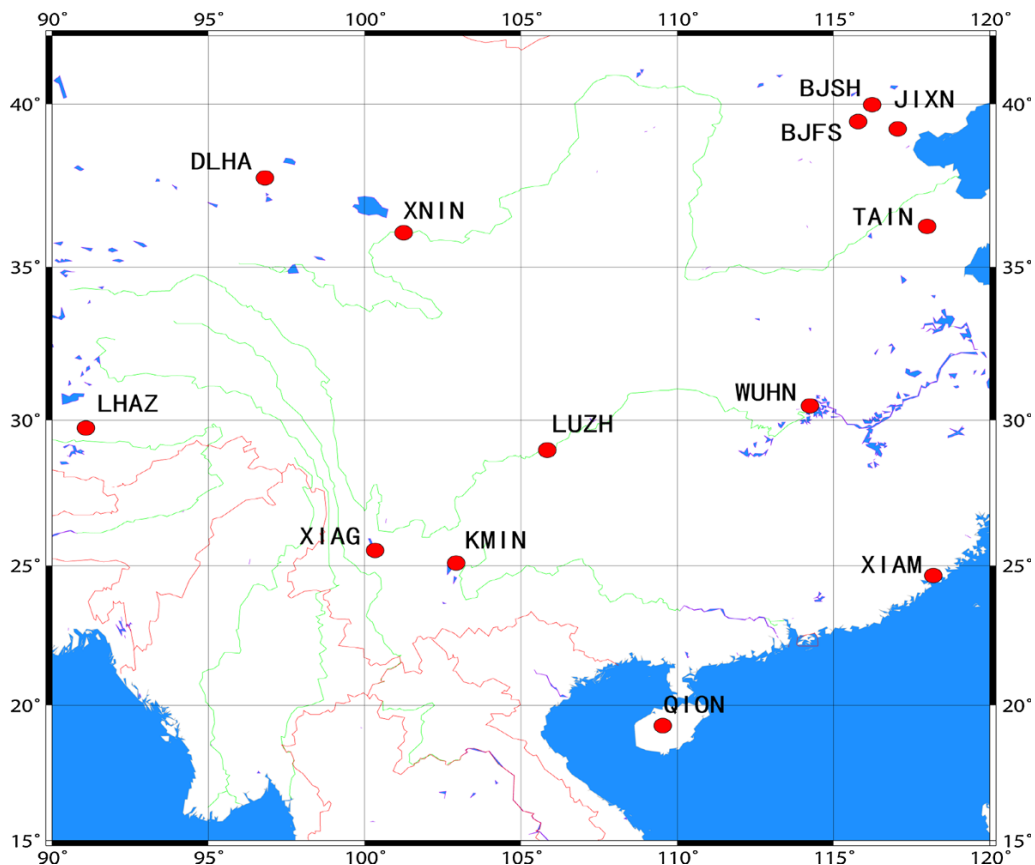 90° 95° 100° 105° 110° 115° 120°
40° 40°
BJSH
JIXN
BJFS
DLHA
XNIN
TAIN
35° 35°
LHAZ
WUHN
30° 30°
LUZH
XIAG
KMIN
XIAM
25° 25°
QION
20° 20°
15° 15°
90° 95° 100° 105° 110° 115° 120°